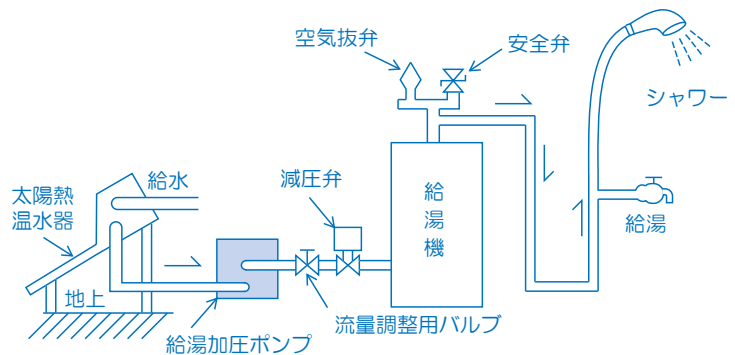 空気抜弁
安全弁
シャワー
太陽熱
温水器
給水
減圧弁
給
湯
機
給湯
地上
流量調整用バルブ
給湯加圧ポンプ